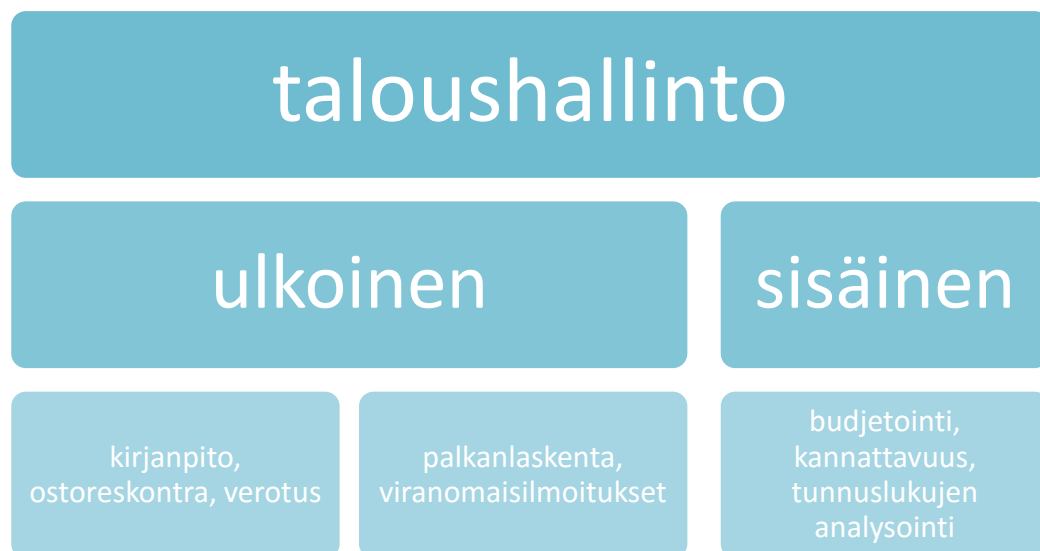 taloushallinto
ulkoinen
sisäinen
kirjanpito,
ostoreskontra, verotus
palkanlaskenta,
viranomaisilmoitukset
budjetointi,
kannattavuus,
tunnuslukujen
analysointi